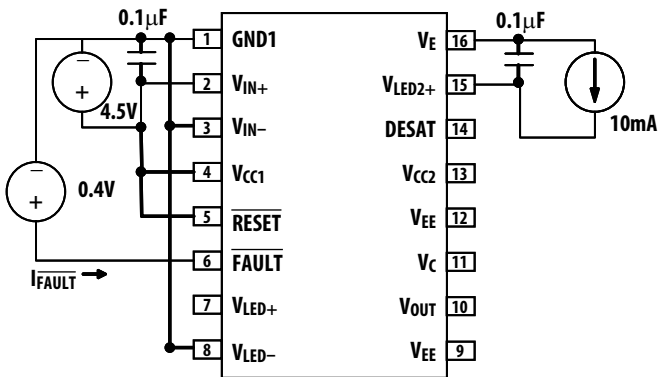 0.1μF
0.1μF
1 GND1
VE 16
2 VIN+
VLED2+ 15
4.5V
3 VIN–
DESAT 14
10mA
4 VCC1
VCC2 13
0.4V
5 RESET
VEE 12
6 FAULT
VC 11
IFAULT
7 VLED+
VOUT 10
8 VLED–
VEE 9
– +
– +